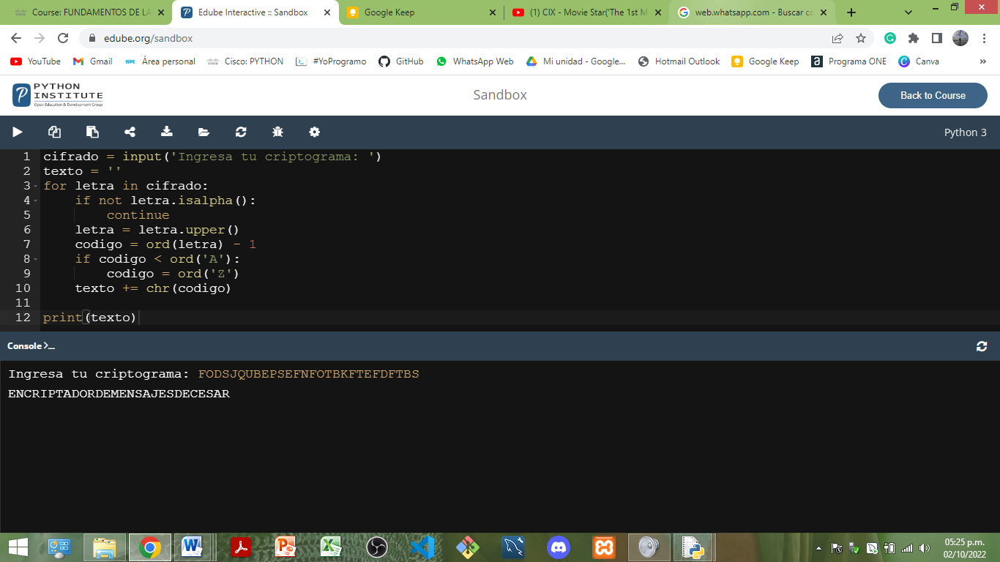 Course: FUNDAMENTOS DE LA
Edube Interactive :: Sandbox
Google Keep
(1) CIX - Movie Star('The 1st M
web.whatsapp.com - Buscar co
edube.org/sandbox
YouTube
Gmail
Área personal
Cisco: PYTHON
#YoProgramo
GitHub
WhatsApp Web
Mi unidad - Google...
Hotmail Outlook
Google Keep
Programa ONE
Canva
PYTHON
INSTITUTE
Open Education & Development Group
Sandbox
Back to Course
Python 3
1 cifrado = input('Ingresa tu criptograma: ')
2 texto = ''
3 for letra in cifrado:
4 if not letra.isalpha():
5 continue
6 letra = letra.upper()
7 codigo = ord(letra) - 1
8 if codigo < ord('A'):
9 codigo = ord('Z')
10 texto += chr(codigo)
11
12 print(texto)
Console >_
Ingresa tu criptograma: FODSJQUBEPSEFNFOTBKFTEFDFTBS
ENCRIPTADORDEMENSAJESDECESAR
05:25 p.m.
02/10/2022